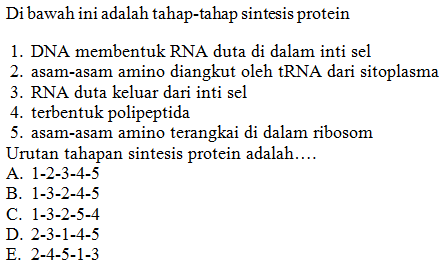 Di bawah ini adalah tahap-tahap sintesis protein
1. DNA membentuk RNA duta di dalam inti sel
2. asam-asam amino diangkut oleh tRNA dari sitoplasma
3. RNA duta keluar dari inti sel
4. terbentuk polipeptida
5. asam-asam amino terangkai di dalam ribosom
Urutan tahapan sintesis protein adalah....
A. 1-2-3-4-5
B. 1-3-2-4-5
C. 1-3-2-5-4
D. 2-3-1-4-5
E. 2-4-5-1-3